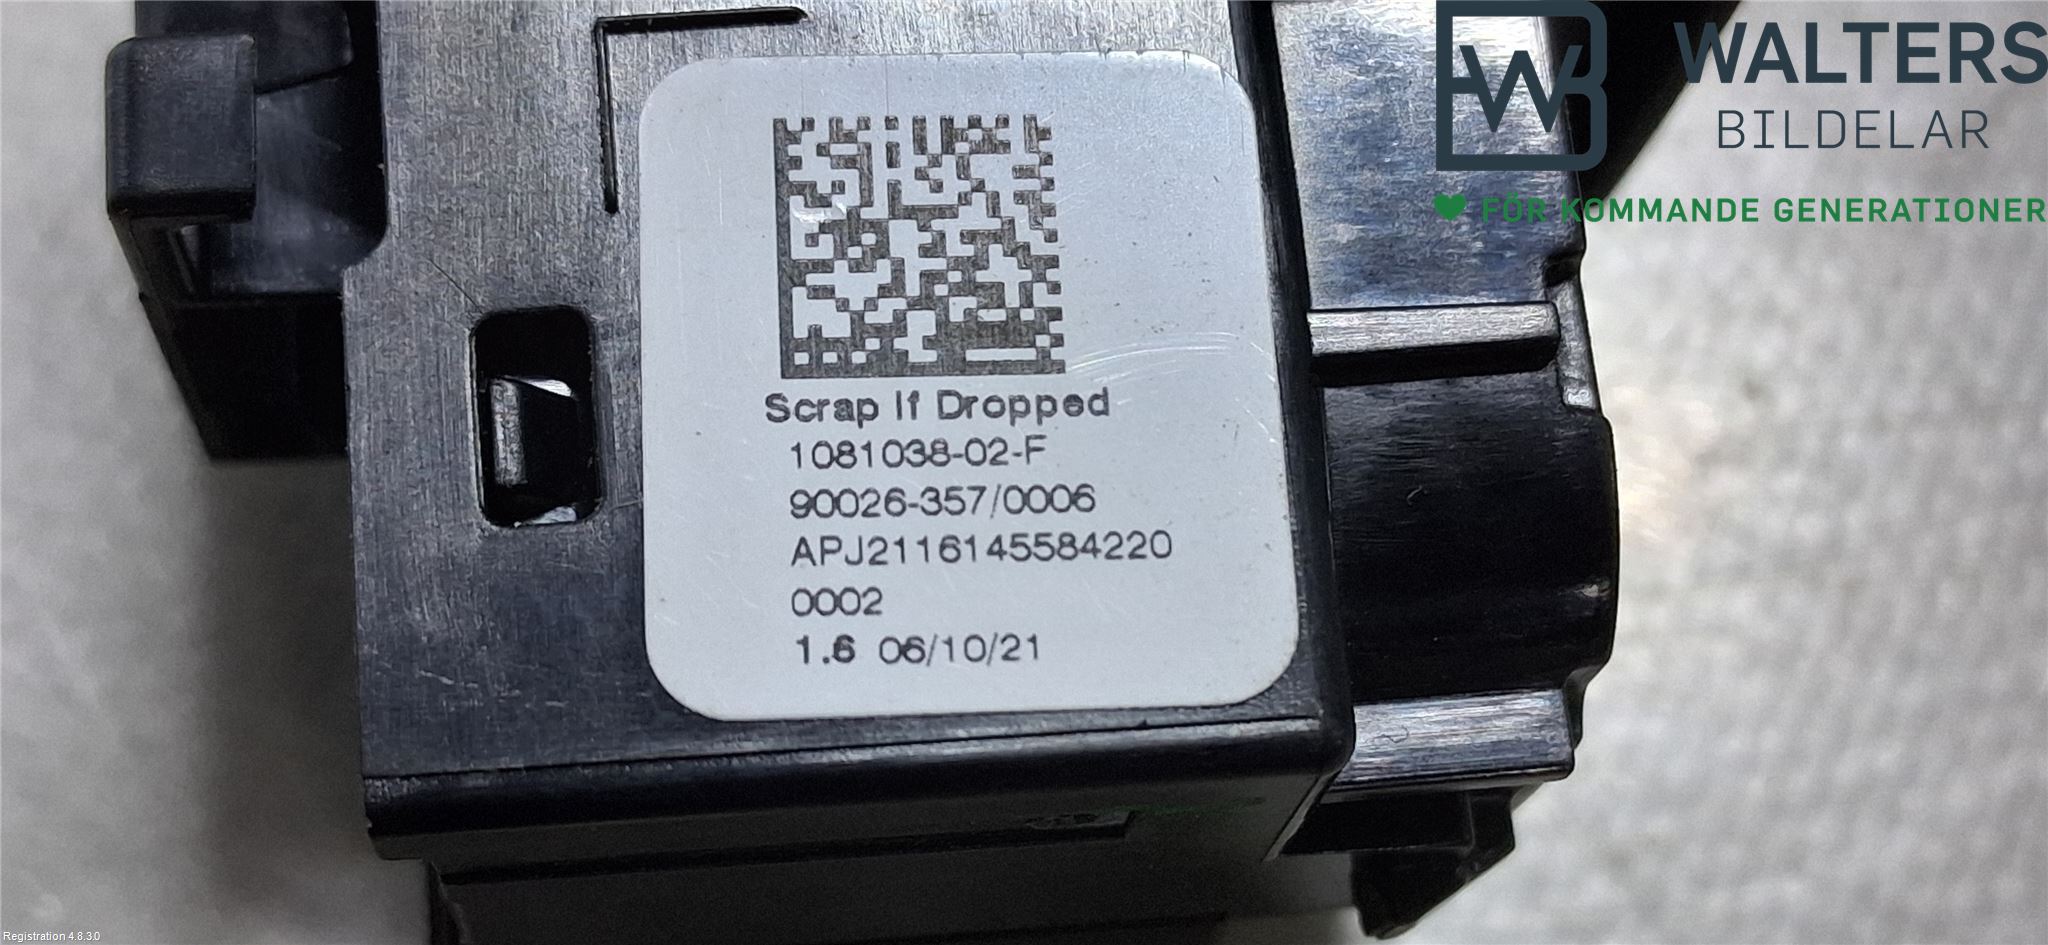 WALTERS
BILDELAR
FÖR KOMMANDE GENERATIONER
Scrap If Dropped
1081038-02-F
90026-357/0006
APJ2116145584220
0002
1.6 06/10/21
Registration 4.8.3.0